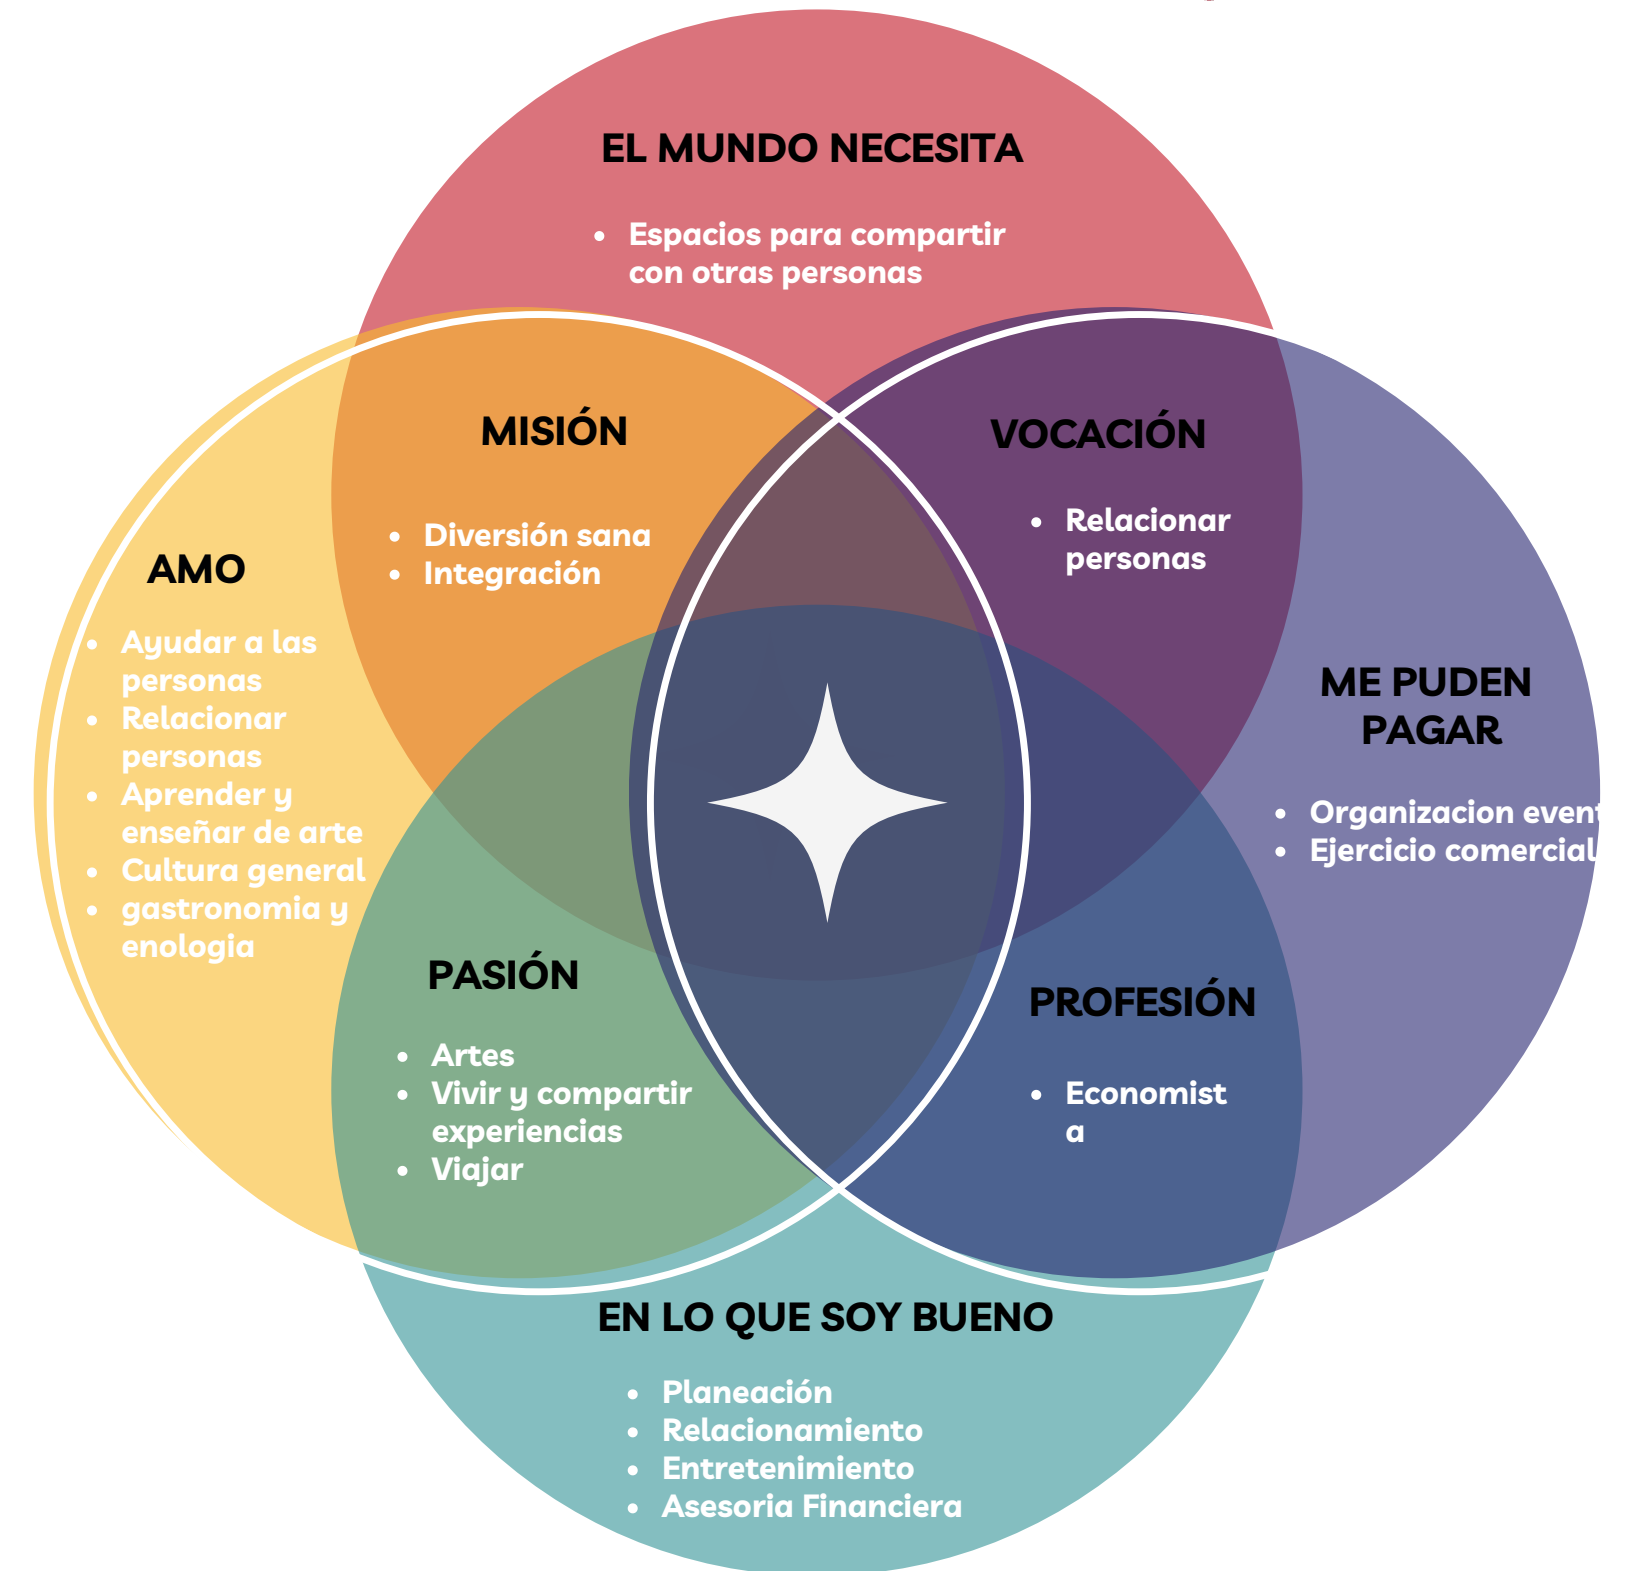 EL MUNDO NECESITA
• Espacios para compartir
con otras personas
MISIÓN
• Diversión sana
• Integración
VOCACIÓN
• Relacionar
personas
AMO
• Ayudar a las
personas
• Relacionar
personas
• Aprender y
enseñar de arte
• Cultura general
• gastronomia y
enologia
ME PUDEN
PAGAR
• Organizacion event
• Ejercicio comercial
PASIÓN
• Artes
• Vivir y compartir
experiencias
• Viajar
PROFESIÓN
• Economist
a
EN LO QUE SOY BUENO
• Planeación
• Relacionamiento
• Entretenimiento
• Asesoria Financiera